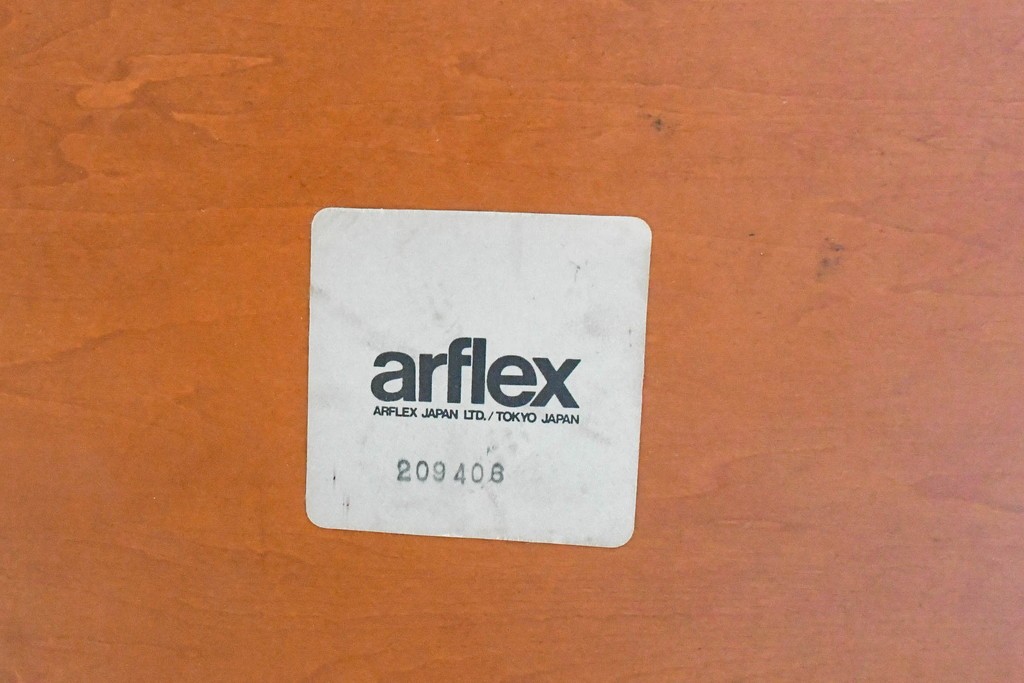 arflex
ARFLEX JAPAN LTD. / TOKYO JAPAN
209406